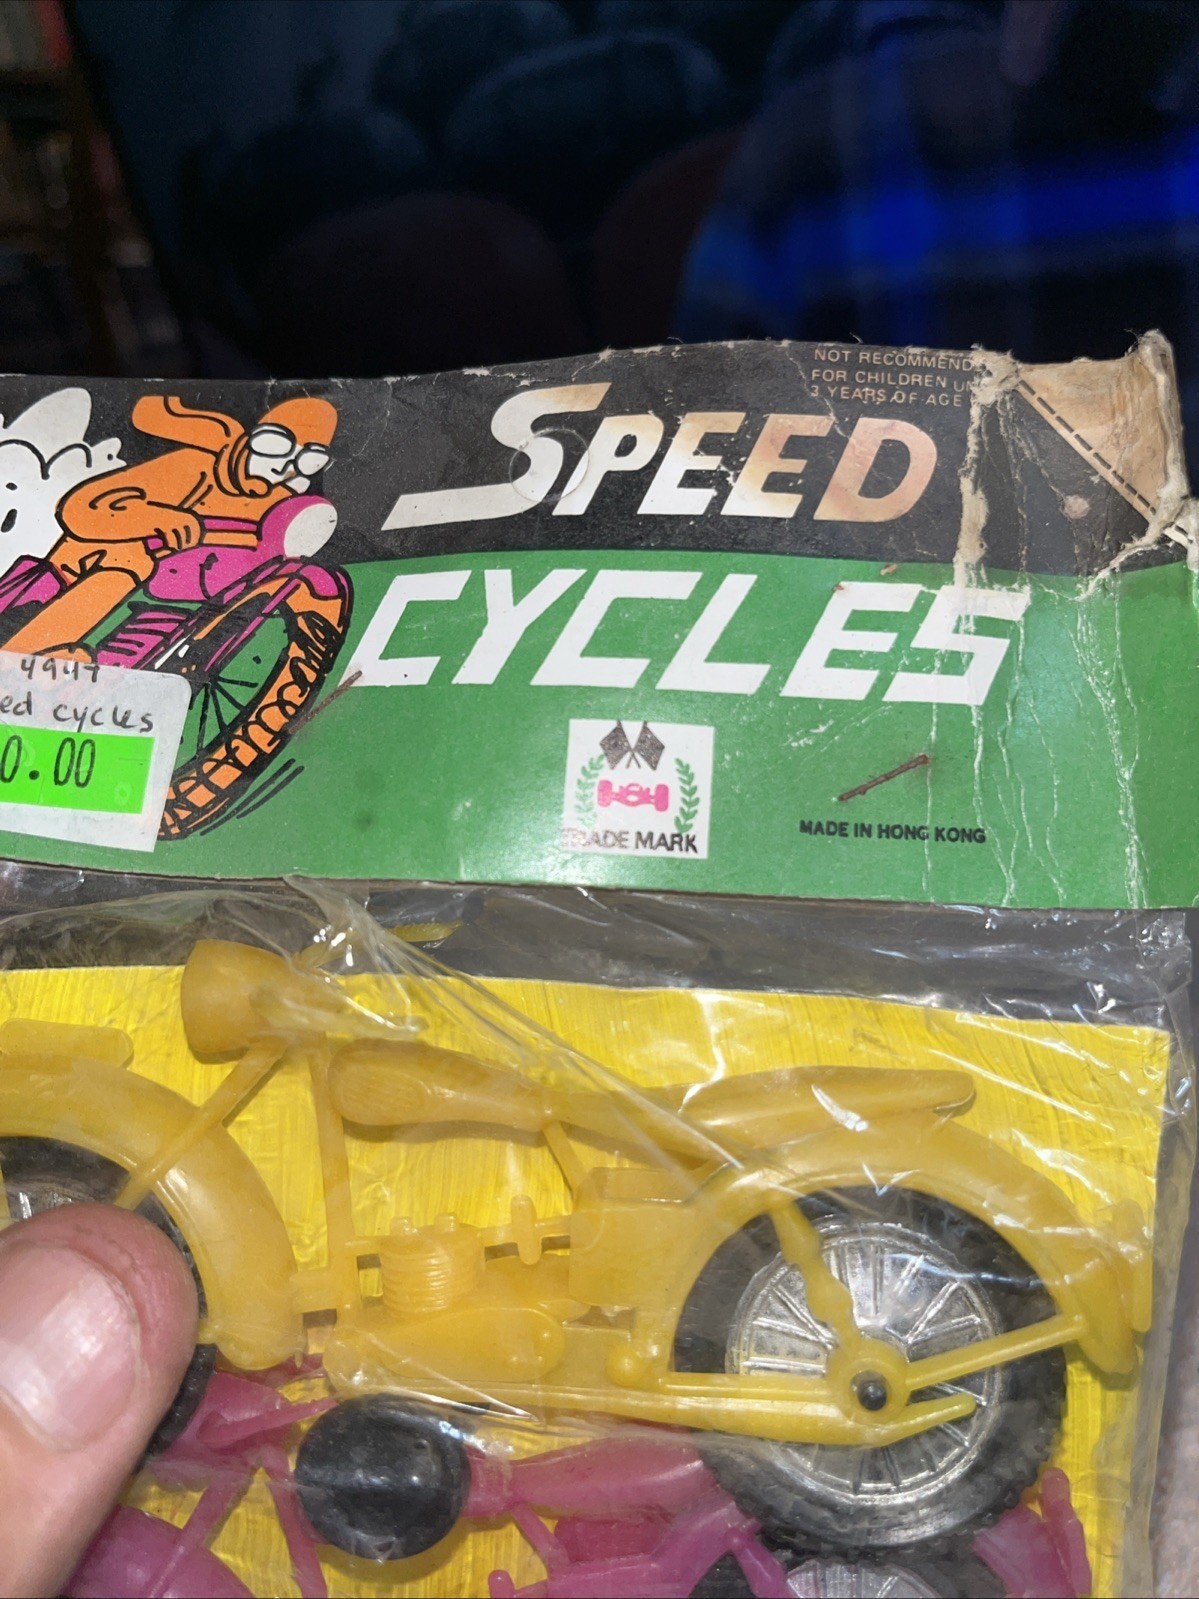 NOT RECOMMEND
FOR CHILDREN UN
3 YEARS OF AGE
SPEED
CYCLES
4947
ed cycles
0.00
TRADE MARK
MADE IN HONG KONG